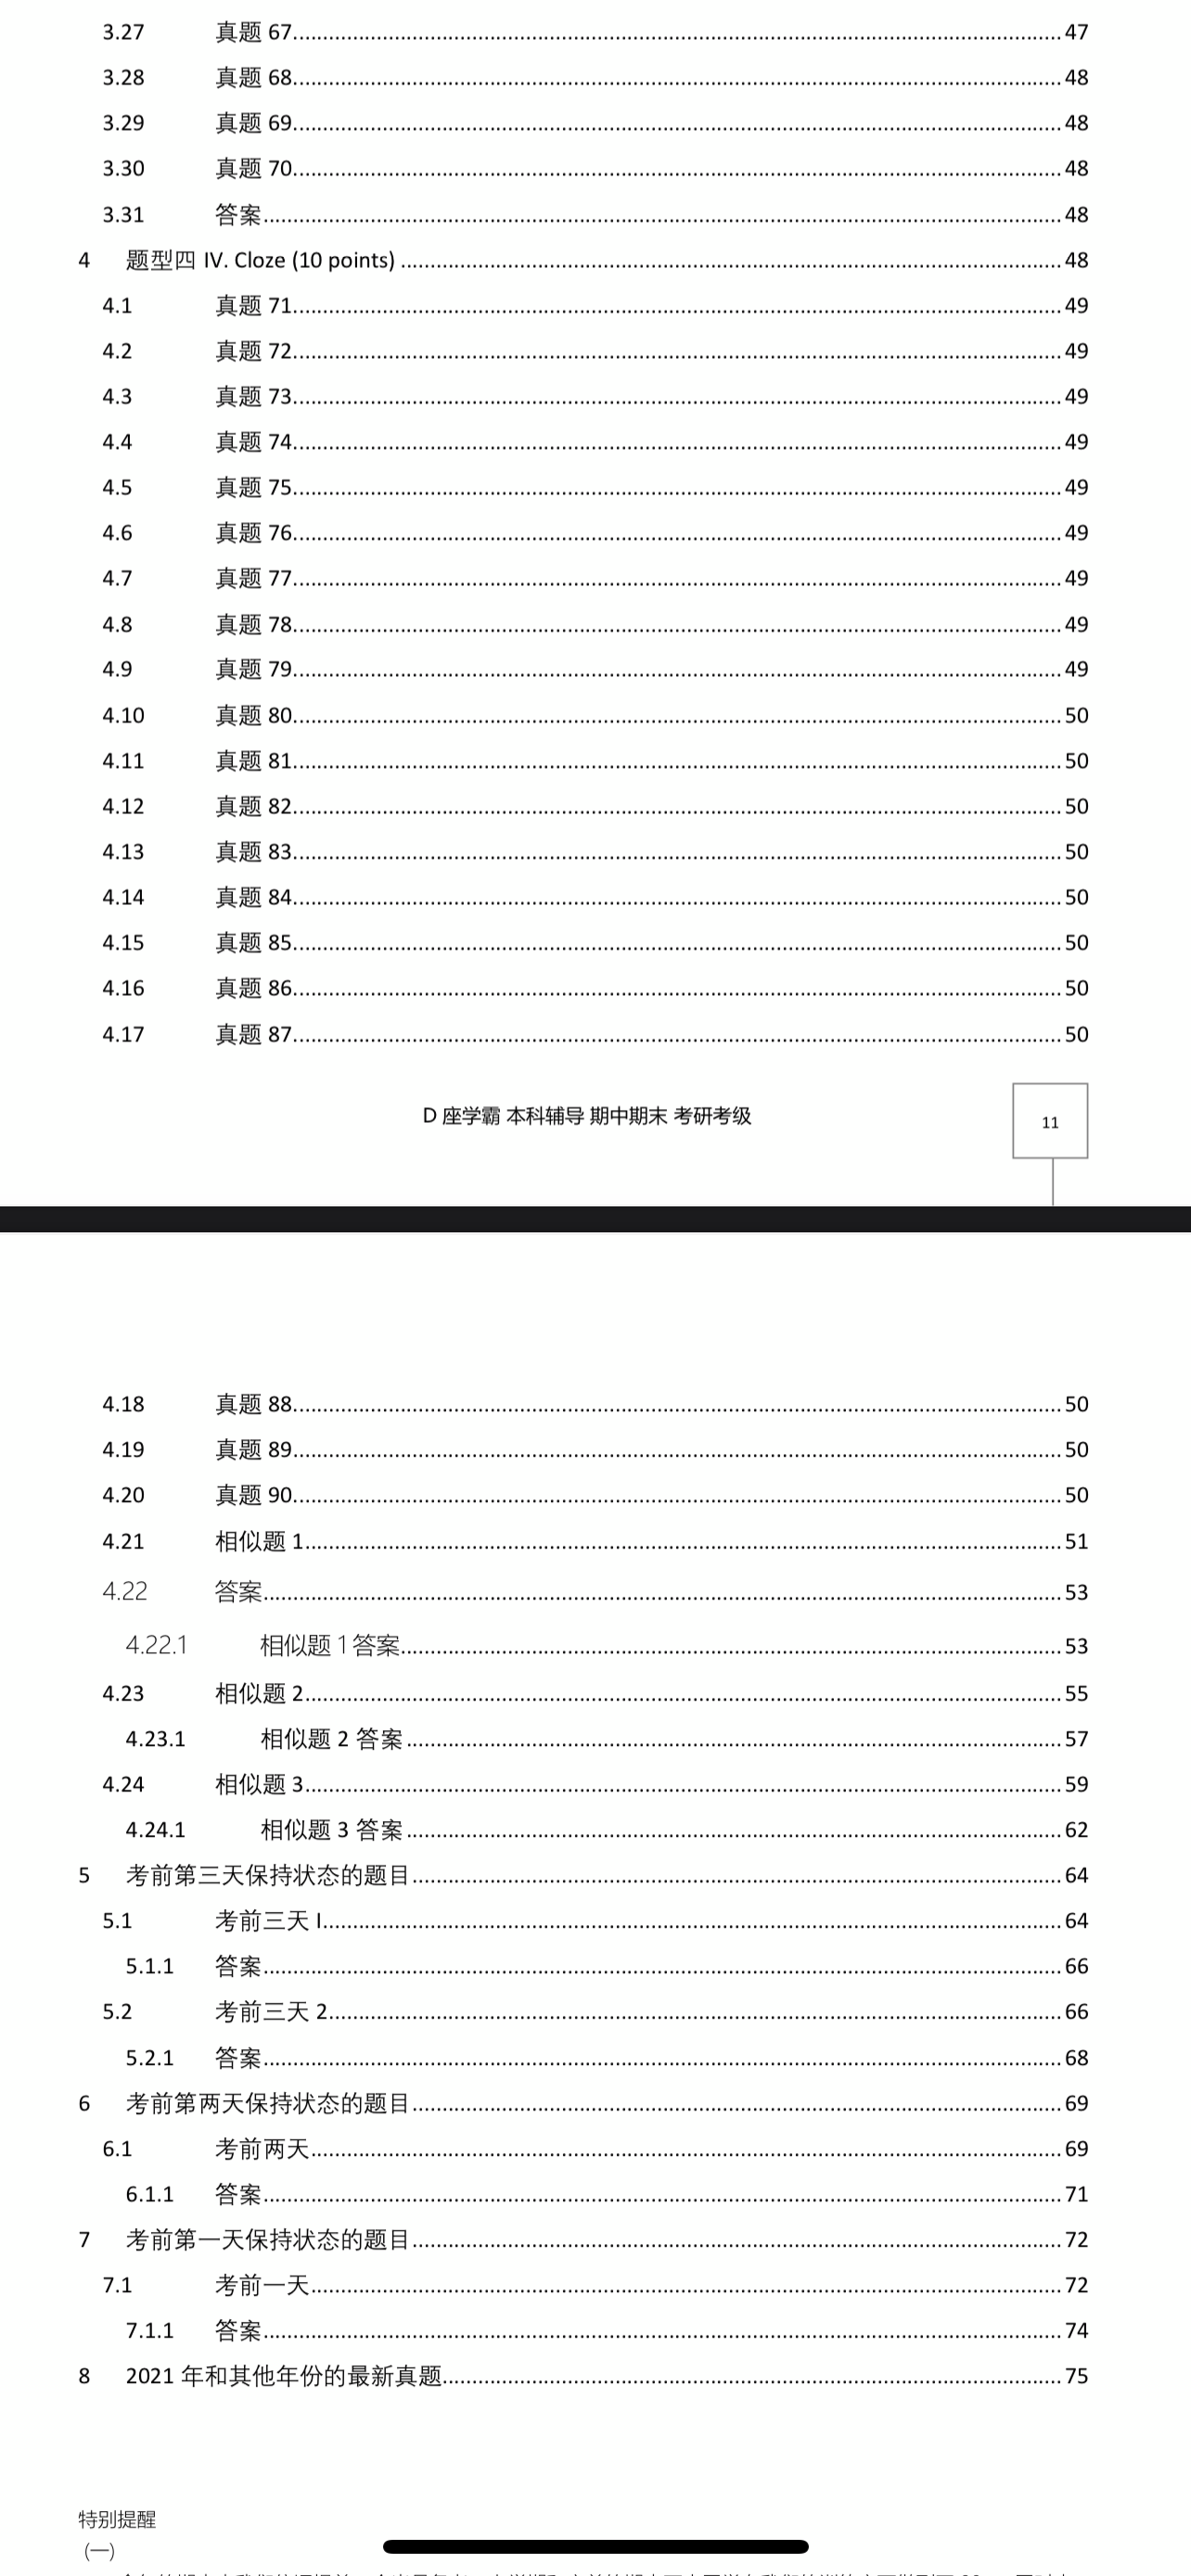 3.27 真题 67 47
3.28 真题 68 48
3.29 真题 69 48
3.30 真题 70 48
3.31 答案 48
4 题型四 IV. Cloze (10 points) 48
4.1 真题 71 49
4.2 真题 72 49
4.3 真题 73 49
4.4 真题 74 49
4.5 真题 75 49
4.6 真题 76 49
4.7 真题 77 49
4.8 真题 78 49
4.9 真题 79 49
4.10 真题 80 50
4.11 真题 81 50
4.12 真题 82 50
4.13 真题 83 50
4.14 真题 84 50
4.15 真题 85 50
4.16 真题 86 50
4.17 真题 87 50
D 座学霸 本科辅导 期中期末 考研考级
11
4.18 真题 88 50
4.19 真题 89 50
4.20 真题 90 50
4.21 相似题 1 51
4.22 答案 53
4.22.1 相似题 1 答案 53
4.23 相似题 2 55
4.23.1 相似题 2 答案 57
4.24 相似题 3 59
4.24.1 相似题 3 答案 62
5 考前第三天保持状态的题目 64
5.1 考前三天 I 64
5.1.1 答案 66
5.2 考前三天 2 66
5.2.1 答案 68
6 考前第两天保持状态的题目 69
6.1 考前两天 69
6.1.1 答案 71
7 考前第一天保持状态的题目 72
7.1 考前一天 72
7.1.1 答案 74
8 2021 年和其他年份的最新真题 75
特别提醒
(一)